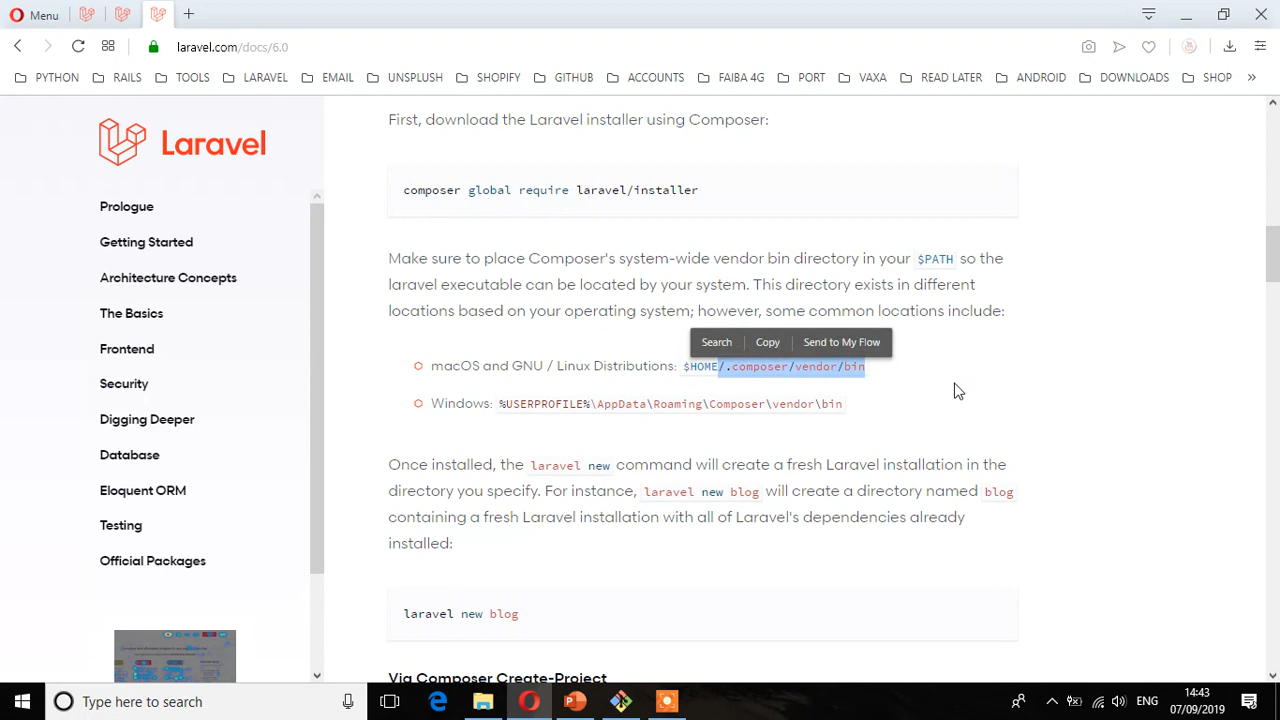 Menu
laravel.com/docs/6.0
PYTHON RAILS TOOLS LARAVEL EMAIL UNSPLUSH SHOPIFY GITHUB ACCOUNTS FAIBA 4G PORT VAXA READ LATER ANDROID DOWNLOADS SHOP »
Laravel
Prologue
Getting Started
Architecture Concepts
The Basics
Frontend
Security
Digging Deeper
Database
Eloquent ORM
Testing
Official Packages
First, download the Laravel installer using Composer:
composer global require laravel/installer
Make sure to place Composer's system-wide vendor bin directory in your $PATH so the
laravel executable can be located by your system. This directory exists in different
locations based on your operating system; however, some common locations include:
Search Copy Send to My Flow
macOS and GNU / Linux Distributions: $HOME/.composer/vendor/bin
Windows: %USERPROFILE%\AppData\Roaming\Composer\vendor\bin
Once installed, the laravel new command will create a fresh Laravel installation in the
directory you specify. For instance, laravel new blog will create a directory named blog
containing a fresh Laravel installation with all of Laravel's dependencies already
installed:
laravel new blog
Via Composer Create-Project
Type here to search
ENG
14:43
07/09/2019